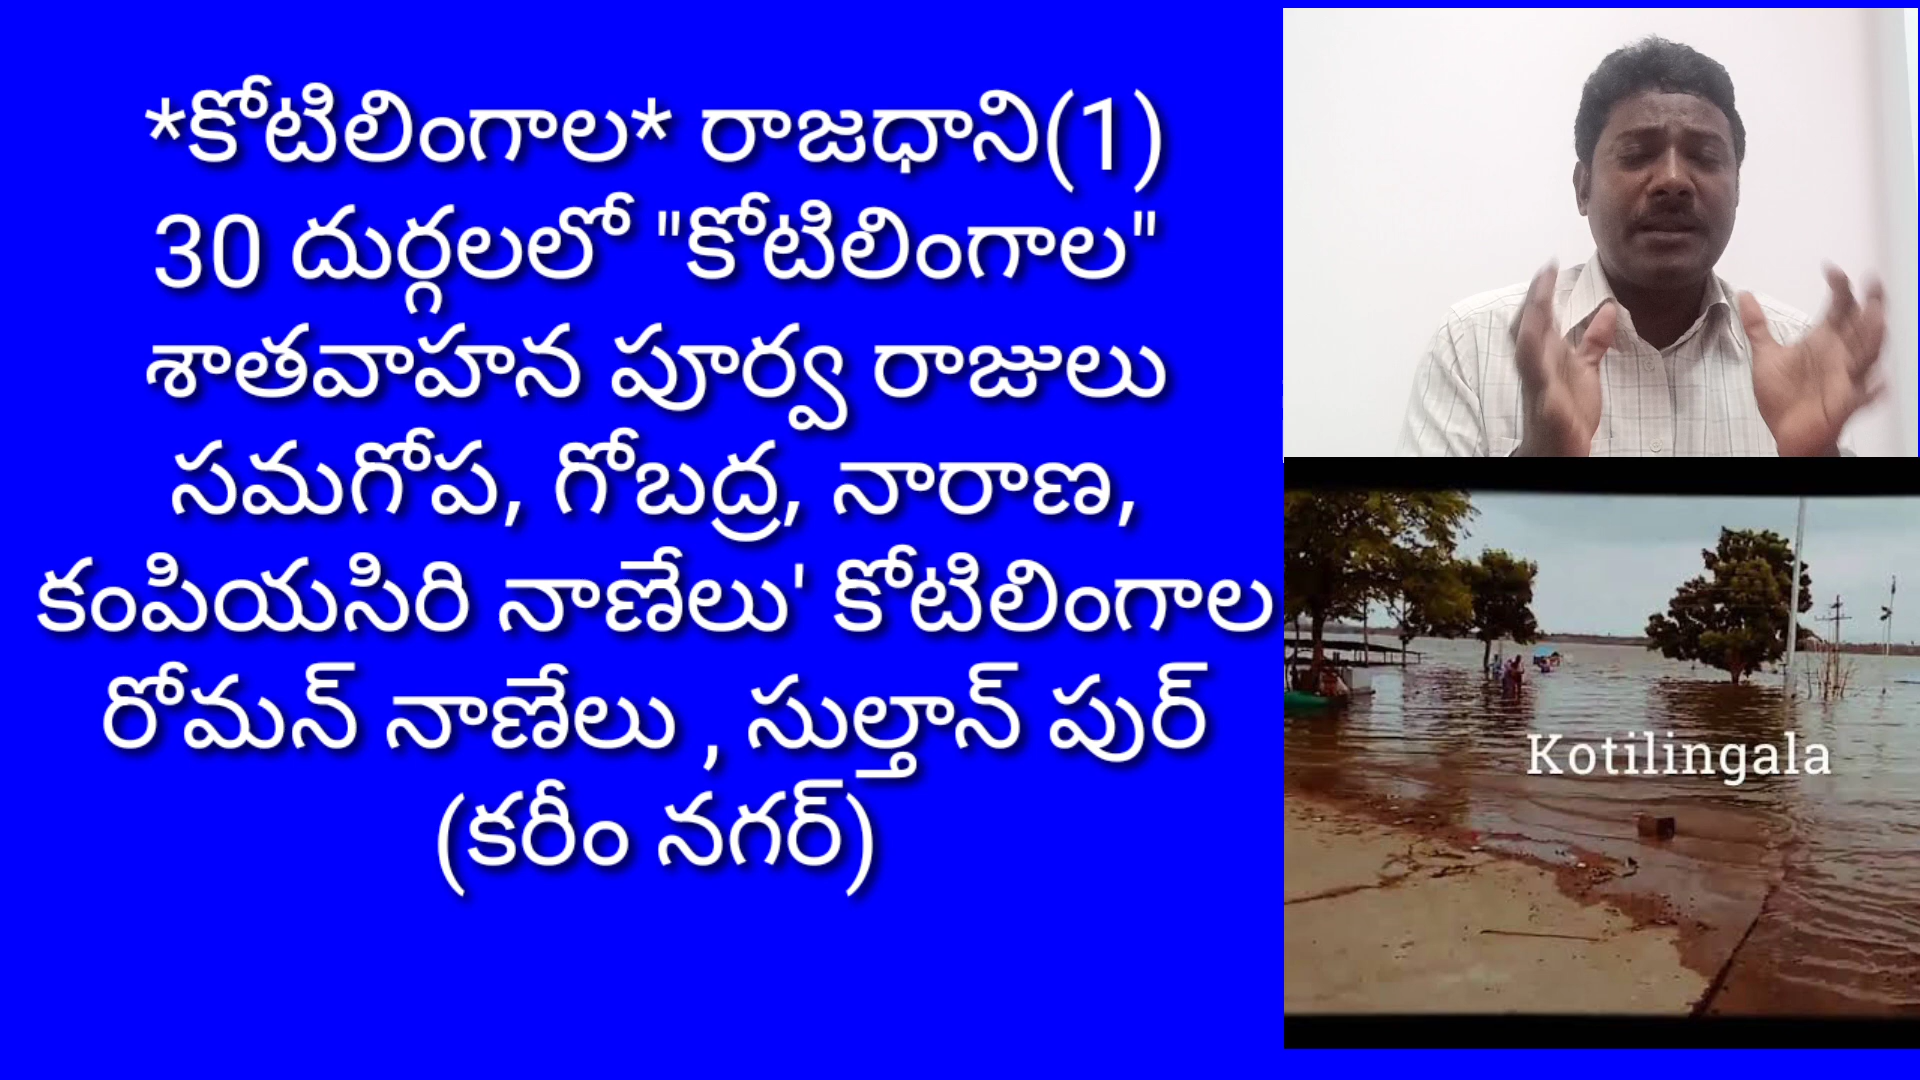 *కోటిలింగాల* రాజధాని(1)
30 దుర్గలలో "కోటిలింగాల"
శాతవాహన పూర్వ రాజులు
సమగోప, గోబద్ర, నారాణ,
కంపియసిరి నాణేలు' కోటిలింగాల
రోమన్ నాణేలు , సుల్తాన్ పుర్
(కరీం నగర్)
Kotilingala